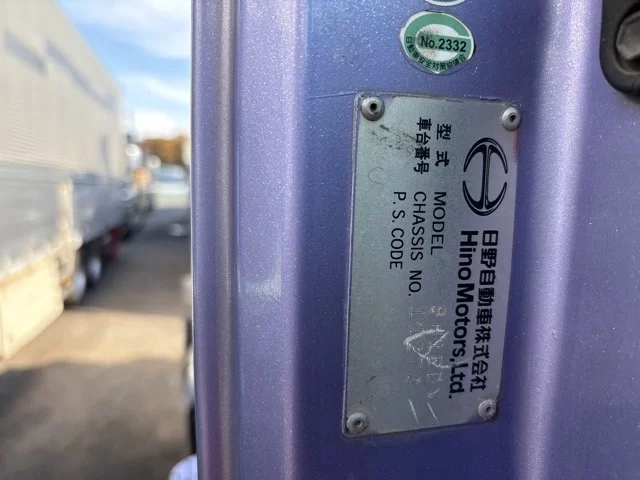 No.2332
日野自動車株式会社
HinoMotors,Ltd.
型式 MODEL
車台番号 CHASSIS NO.
P.S.CODE